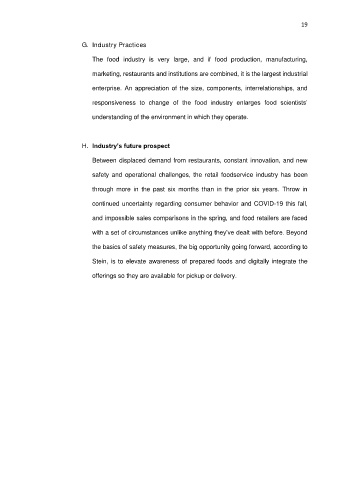 19
G. Industry Practices
The food industry is very large, and if food production, manufacturing,
marketing, restaurants and institutions are combined, it is the largest industrial
enterprise. An appreciation of the size, components, interrelationships, and
responsiveness to change of the food industry enlarges food scientists'
understanding of the environment in which they operate.
H. Industry's future prospect
Between displaced demand from restaurants, constant innovation, and new
safety and operational challenges, the retail foodservice industry has been
through more in the past six months than in the prior six years. Throw in
continued uncertainty regarding consumer behavior and COVID-19 this fall,
and impossible sales comparisons in the spring, and food retailers are faced
with a set of circumstances unlike anything they've dealt with before. Beyond
the basics of safety measures, the big opportunity going forward, according to
Stein, is to elevate awareness of prepared foods and digitally integrate the
offerings so they are available for pickup or delivery.